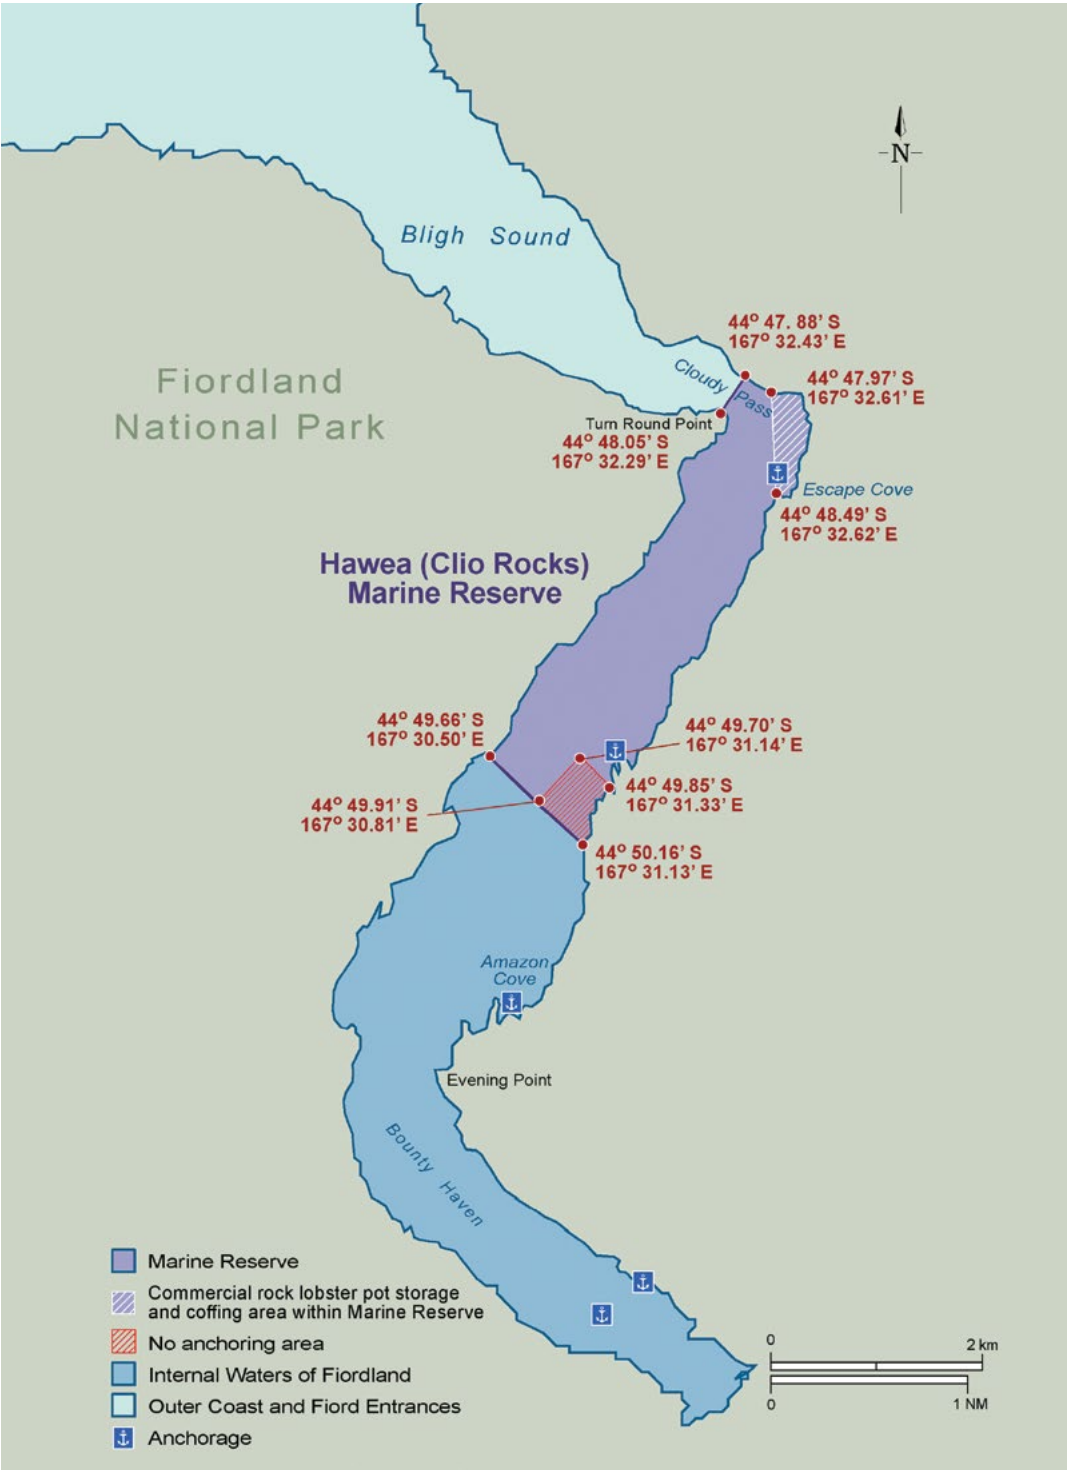 N
Bligh Sound
44° 47. 88' S
167° 32.43' E
Cloudy Pass
44° 47.97' S
167° 32.61' E
Fiordland
National Park
Turn Round Point
44° 48.05' S
167° 32.29' E
Escape Cove
44° 48.49' S
167° 32.62' E
Hawea (Clio Rocks)
Marine Reserve
44° 49.66' S
167° 30.50' E
44° 49.70' S
167° 31.14' E
44° 49.85' S
167° 31.33' E
44° 49.91' S
167° 30.81' E
44° 50.16' S
167° 31.13' E
Amazon
Cove
Evening Point
Bounty Haven
Marine Reserve
Commercial rock lobster pot storage
and coffing area within Marine Reserve
No anchoring area
Internal Waters of Fiordland
Outer Coast and Fiord Entrances
Anchorage
0 2 km
0 1 NM